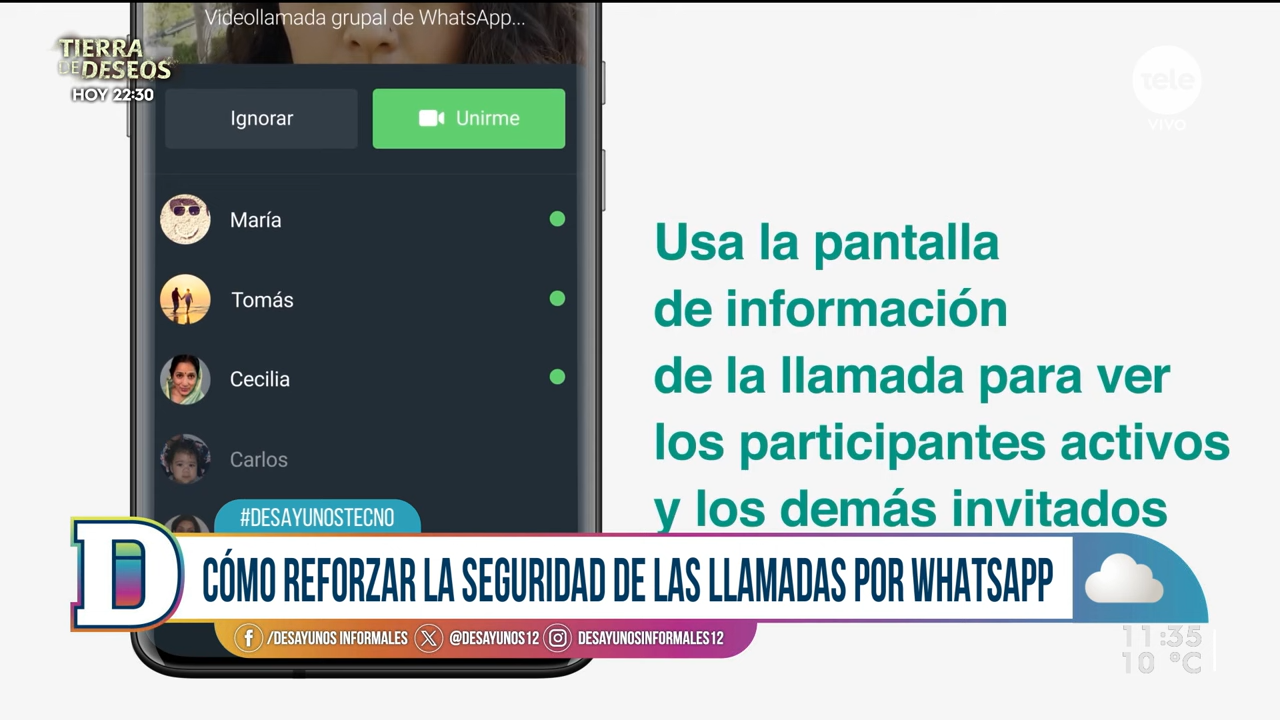 Videollamada grupal de WhatsApp...
TIERRA
DE DESEOS
HOY 22:30
tele
VIVO
Ignorar
Unirme
María
Tomás
Cecilia
Carlos
Usa la pantalla
de información
de la llamada para ver
los participantes activos
y los demás invitados
#DESAYUNOSTECNO
D
CÓMO REFORZAR LA SEGURIDAD DE LAS LLAMADAS POR WHATSAPP
/DESAYUNOS INFORMALES
@DESAYUNOS12
DESAYUNOSINFORMALES12
11:35
10 °C